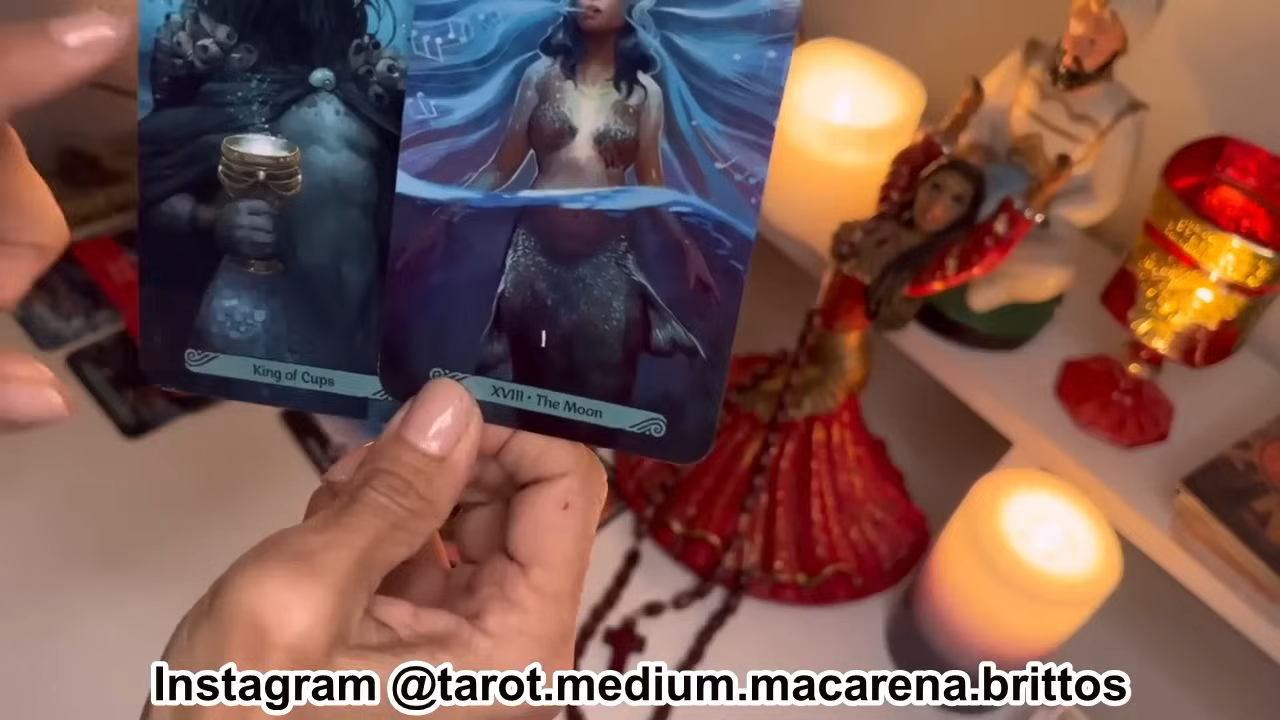 King of Cups
XVIII • The Moon
Instagram @tarot.medium.macarena.brittos